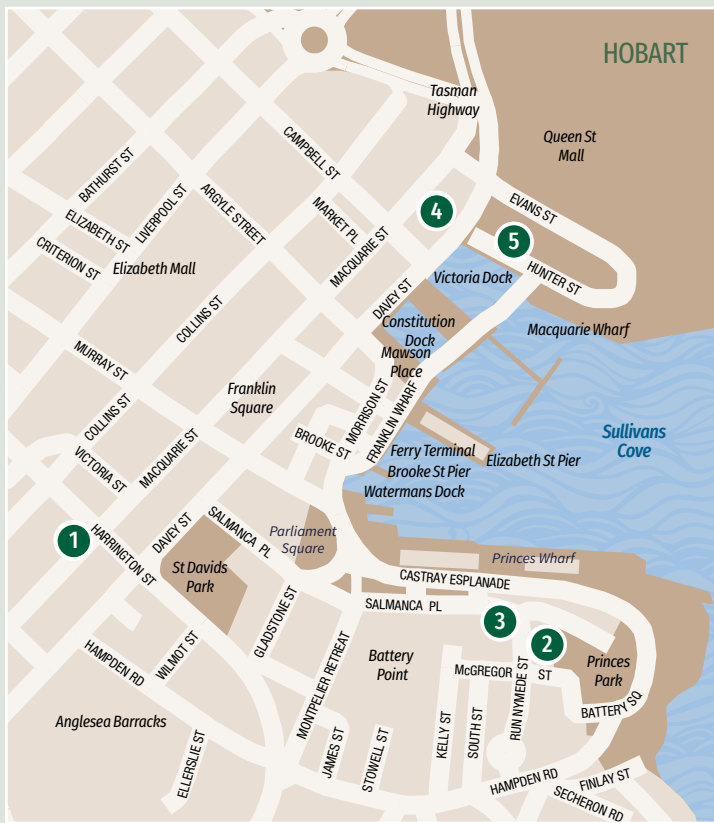 HOBART
Tasman
Highway
Queen St
Mall
CAMPBELL ST
BATHURST ST
ARGYLE STREET
LIVERPOOL ST
EVANS ST
ELIZABETH ST
MARKET PL
4
CRITERION ST
MACQUARIE ST
5
Elizabeth Mall
HUNTER ST
Victoria Dock
DAVEY ST
COLLINS ST
Constitution
Dock
Macquarie Wharf
Mawson
Place
MURRAY ST
Franklin
Square
MORRISON ST
FRANKLIN WHARF
COLLINS ST
BROOKE ST
Sullivans
Cove
MACQUARIE ST
Ferry Terminal
Brooke St Pier
Watermans Dock
Elizabeth St Pier
VICTORIA ST
1
HARRINGTON ST
DAVEY ST
SALMANCA PL
Parliament
Square
St Davids
Park
Princes Wharf
CASTRAY ESPLANADE
SALMANCA PL
GLADSTONE ST
3
2
WILMOT ST
HAMPDEN RD
MONTPELIER RETREAT
Battery
Point
McGREGOR ST
RUN NYMEDE ST
Princes
Park
Anglesea Barracks
KELLY ST
SOUTH ST
BATTERY SQ
ELLERSLIE ST
JAMES ST
STOWELL ST
HAMPDEN RD
FINLAY ST
SECHERON RD